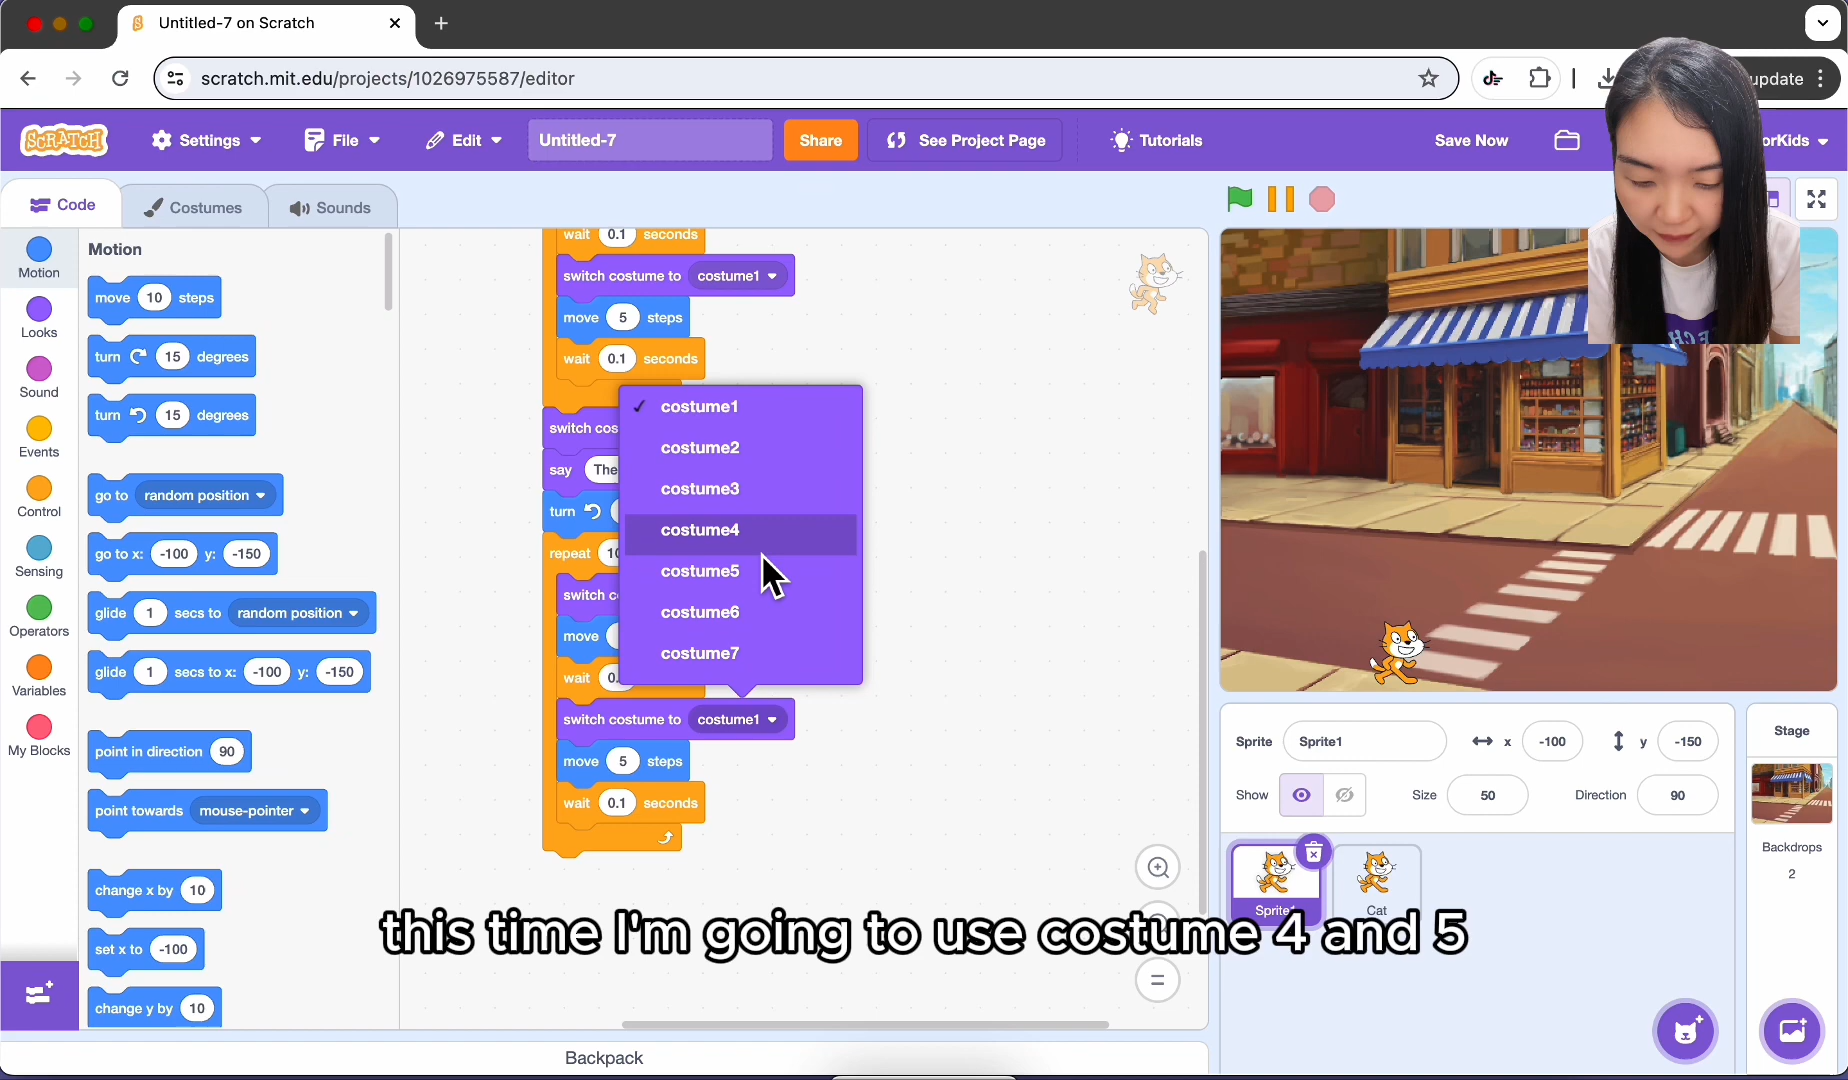 Untitled-7 on Scratch
scratch.mit.edu/projects/1026975587/editor
update
SCRATCH
Settings
File
Edit
Untitled-7
Share
See Project Page
Tutorials
Save Now
orKids
Code
Costumes
Sounds
Motion
Looks
Sound
Events
Control
Sensing
Operators
Variables
My Blocks
Motion
move 10 steps
turn 15 degrees
turn 15 degrees
go to random position
go to x: -100 y: -150
glide 1 secs to random position
glide 1 secs to x: -100 y: -150
point in direction 90
point towards mouse-pointer
change x by 10
set x to -100
change y by 10
wait 0.1 seconds
switch costume to costume1
move 5 steps
wait 0.1 seconds
switch cos
say The
turn
repeat 10
switch c
move
wait 0.
switch costume to costume1
move 5 steps
wait 0.1 seconds
✓ costume1
costume2
costume3
costume4
costume5
costume6
costume7
Sprite Sprite1 x -100 y -150
Show Size 50 Direction 90
Sprite1
Cat
Stage
Backdrops
2
this time I'm going to use costume 4 and 5
Backpack